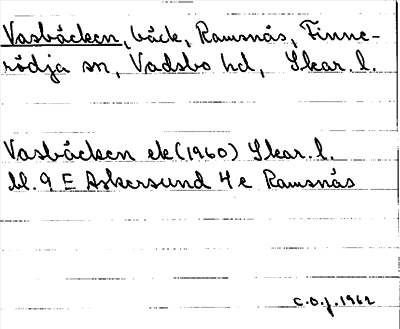 Vasbäcken, bäck, Ramsnäs, Finne-
rödja sn, Vadsbo hd, Skar. l.
Vasbäcken ek (1960) Skar. l.
bl. 9 E Askersund 4 e Ramsnäs
C.O.J. 1962